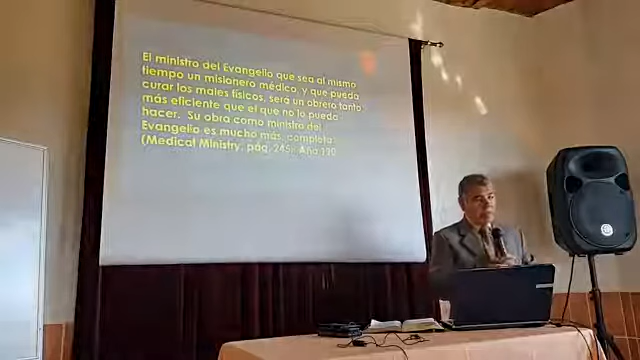 El ministro del Evangelio que sea al mismo
tiempo un misionero médico, y que pueda
curar los males físicos, será un obrero tanto
más eficiente que el que no lo pueda
hacer. Su obra como ministro del
Evangelio es mucho más completa.
(Medical Ministry, pág. 245). Año